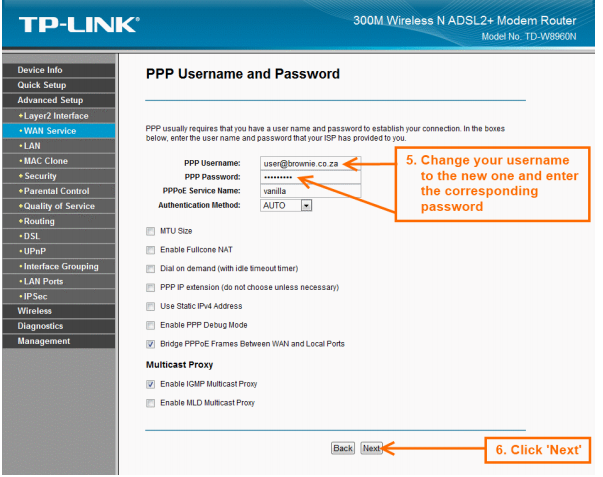 TP-LINK®
300M Wireless N ADSL2+ Modem Router
Model No. TD-W8960N
Device Info
Quick Setup
Advanced Setup
Layer2 Interface
WAN Service
LAN
MAC Clone
Security
Parental Control
Quality of Service
Routing
DSL
UPnP
Interface Grouping
LAN Ports
IPSec
Wireless
Diagnostics
Management
PPP Username and Password
PPP usually requires that you have a user name and password to establish your connection. In the boxes
below, enter the user name and password that your ISP has provided to you.
PPP Username: user@brownie.co.za
PPP Password: •••••••••
PPPoE Service Name: vanilla
Authentication Method: AUTO
5. Change your username
to the new one and enter
the corresponding
password
MTU Size
Enable Fullcone NAT
Dial on demand (with idle timeout timer)
PPP IP extension (do not choose unless necessary)
Use Static IPv4 Address
Enable PPP Debug Mode
Bridge PPPoE Frames Between WAN and Local Ports
Multicast Proxy
Enable IGMP Multicast Proxy
Enable MLD Multicast Proxy
Back Next
6. Click 'Next'